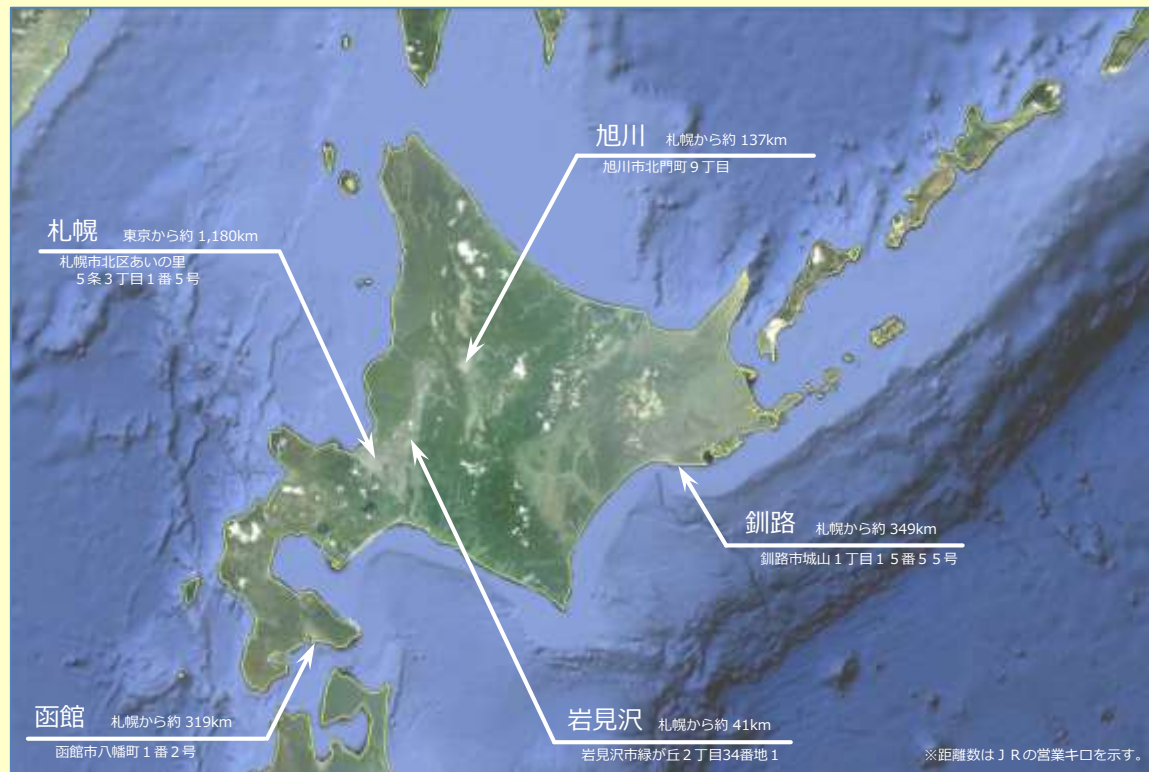 旭川 札幌から約 137km
旭川市北門町９丁目
札幌 東京から約 1,180km
札幌市北区あいの里
５条３丁目１番５号
釧路 札幌から約 349km
釧路市城山１丁目１５番５５号
函館 札幌から約 319km
函館市八幡町１番２号
岩見沢 札幌から約 41km
岩見沢市緑が丘２丁目34番地１
※距離数はＪＲの営業キロを示す。